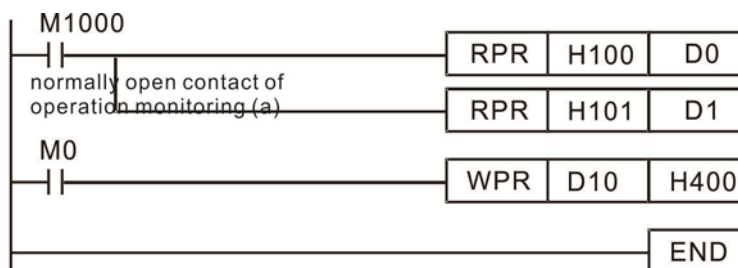 M1000
RPR H100 D0
normally open contact of
operation monitoring (a)
RPR H101 D1
M0
WPR D10 H400
END